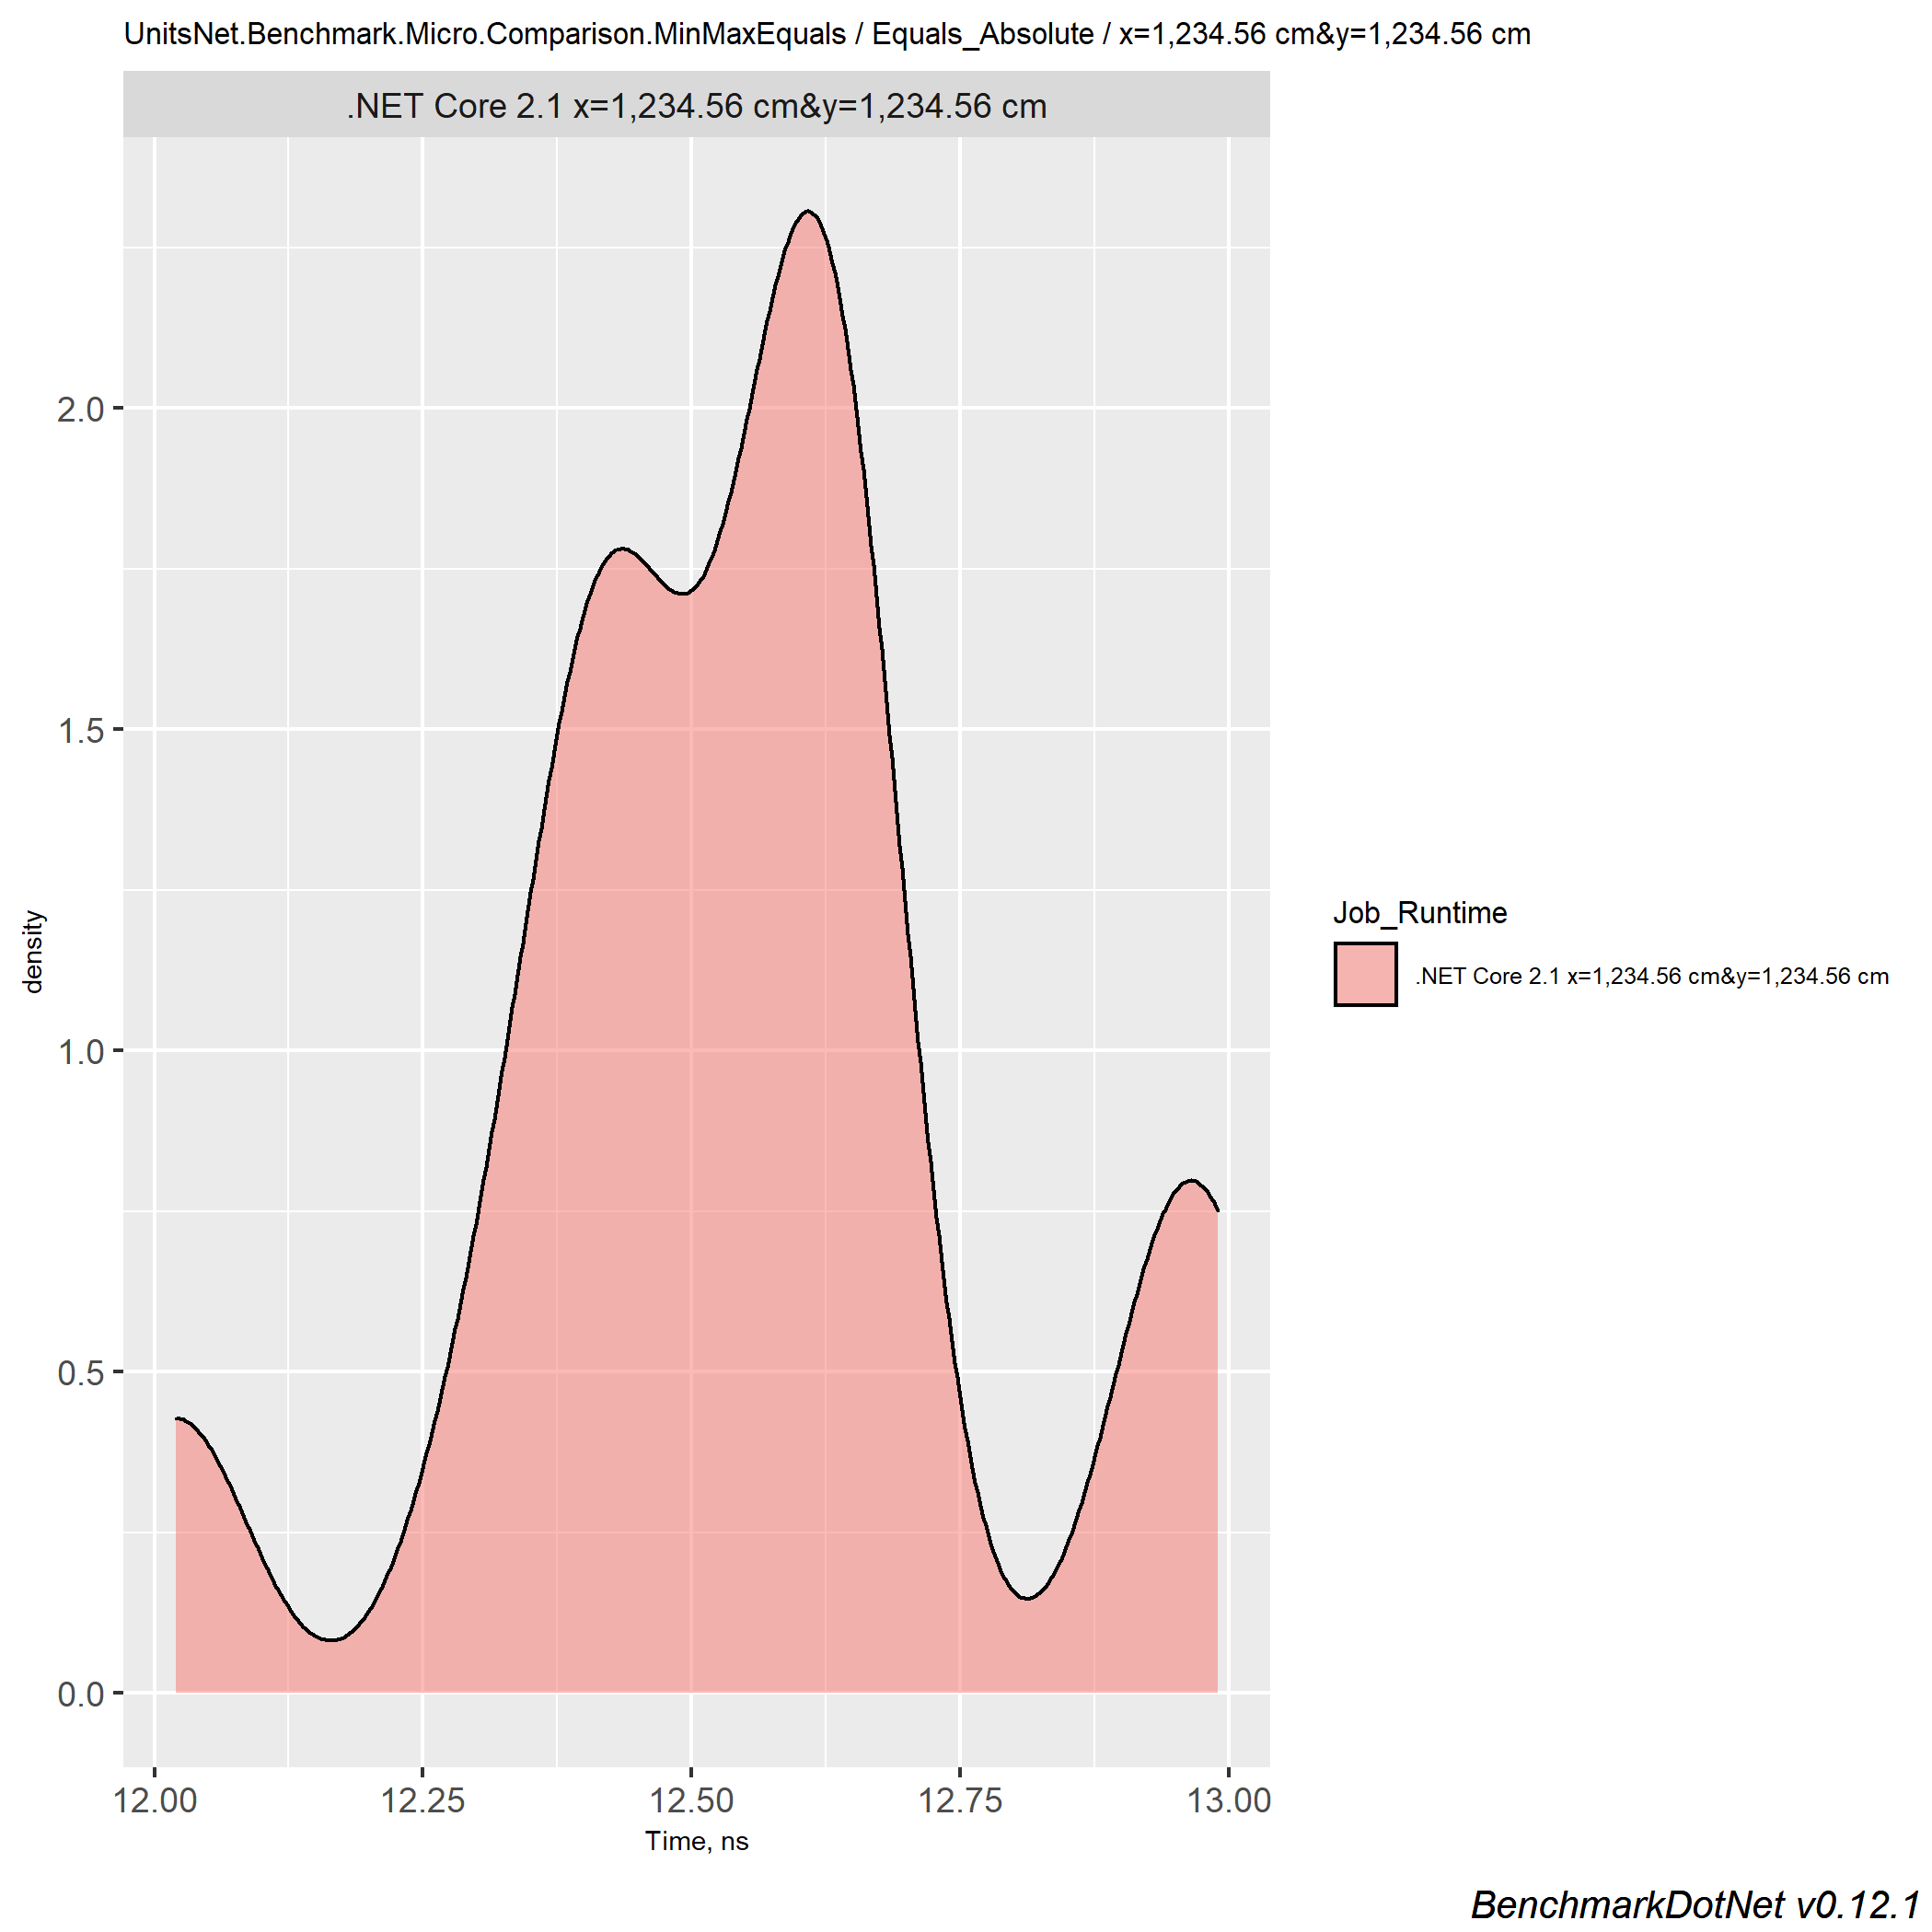 UnitsNet.Benchmark.Micro.Comparison.MinMaxEquals / Equals_Absolute / x=1,234.56 cm&y=1,234.56 cm
.NET Core 2.1 x=1,234.56 cm&y=1,234.56 cm
2.0
1.5
1.0
0.5
0.0
density
12.00 12.25 12.50 12.75 13.00
Time, ns
Job_Runtime
.NET Core 2.1 x=1,234.56 cm&y=1,234.56 cm
BenchmarkDotNet v0.12.1